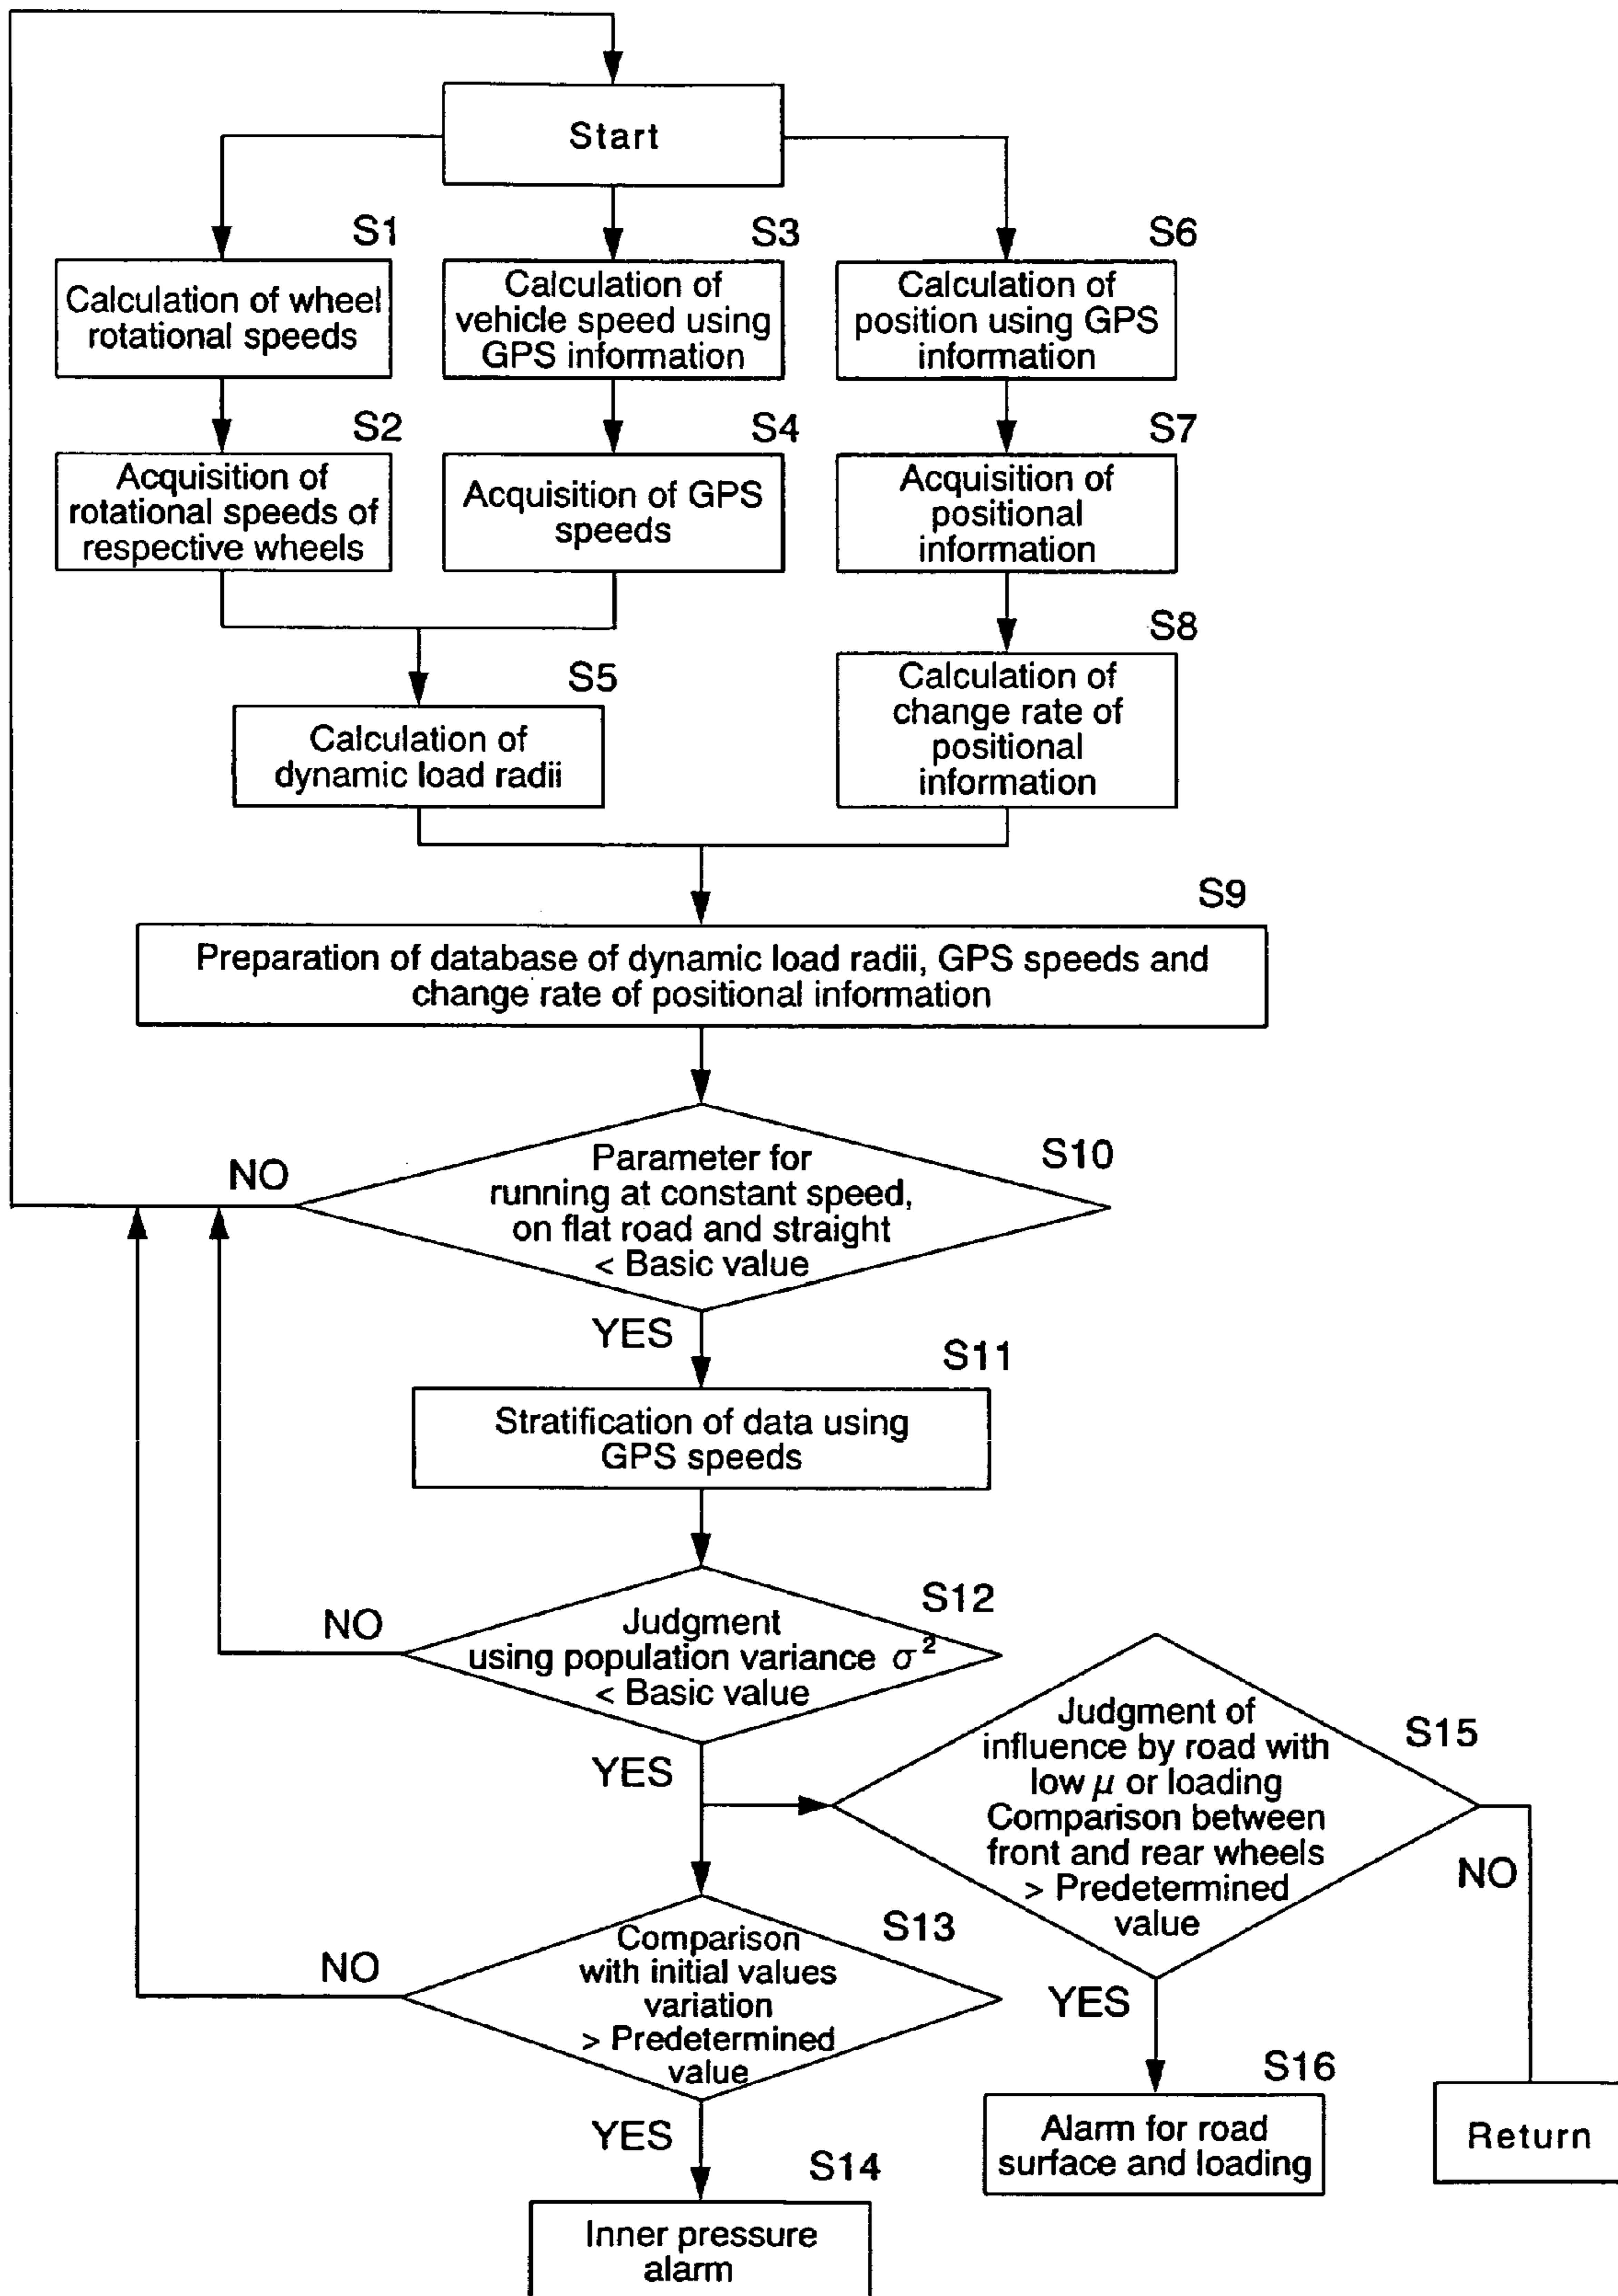 Start
S1
Calculation of wheel
rotational speeds
S3
Calculation of
vehicle speed using
GPS information
S6
Calculation of
position using GPS
information
S2
Acquisition of
rotational speeds of
respective wheels
S4
Acquisition of GPS
speeds
S7
Acquisition of
positional
information
S5
Calculation of
dynamic load radii
S8
Calculation of
change rate of
positional
information
S9
Preparation of database of dynamic load radii, GPS speeds and
change rate of positional information
S10
Parameter for
running at constant speed,
on flat road and straight
< Basic value
NO
YES
S11
Stratification of data using
GPS speeds
S12
Judgment
using population variance σ²
< Basic value
NO
YES
S15
Judgment of
influence by road with
low μ or loading
Comparison between
front and rear wheels
> Predetermined
value
NO
YES
S13
Comparison
with initial values
variation
> Predetermined
value
NO
YES
S16
Alarm for road
surface and loading
Return
S14
Inner pressure
alarm